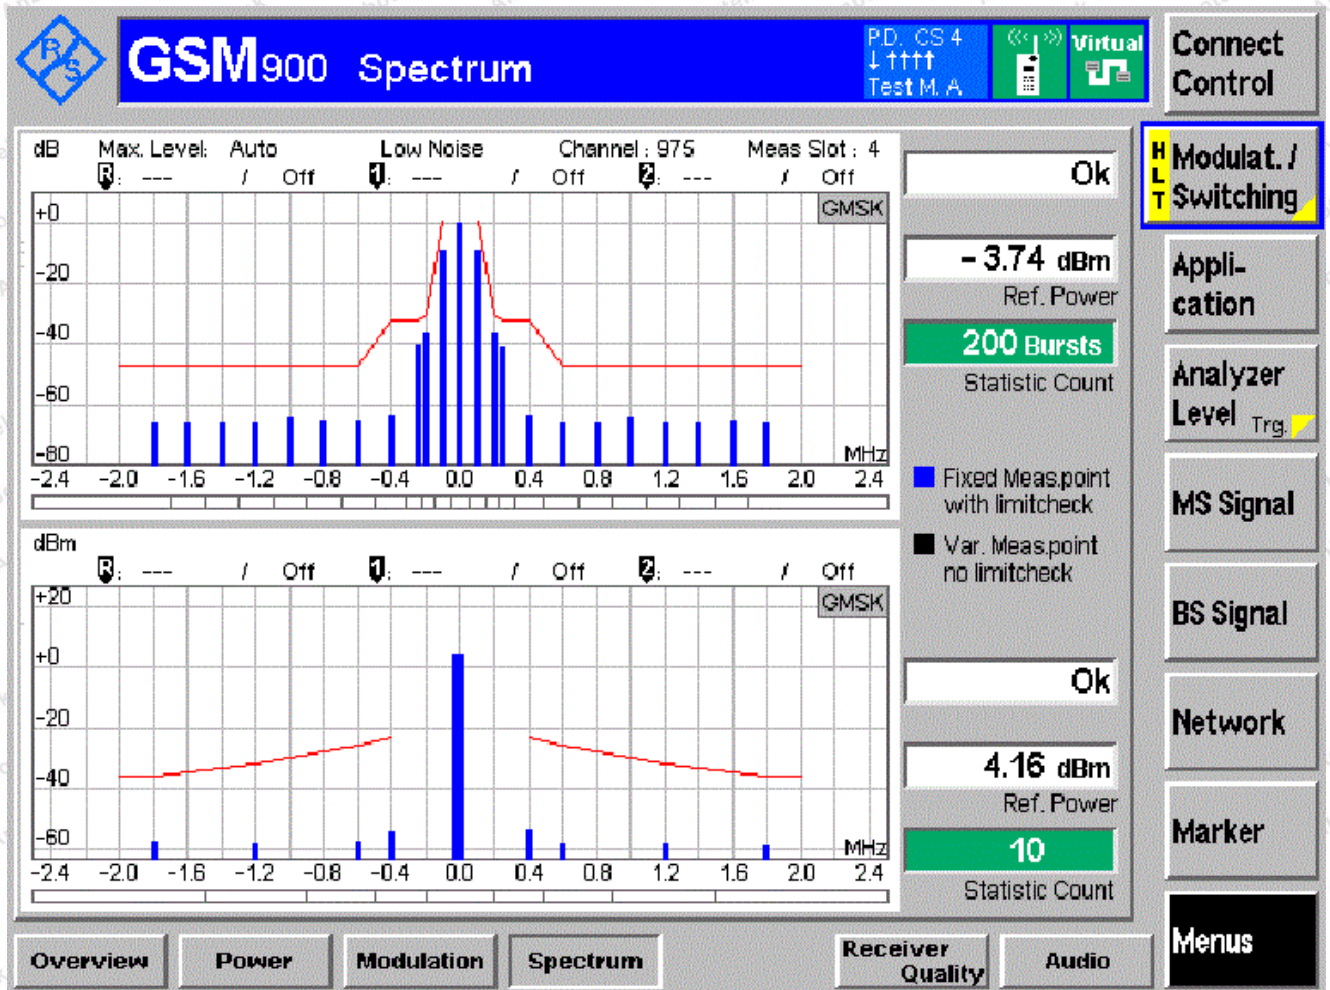 R&S
GSM900 Spectrum
P.D. CS 4
↓↑↑↑↑
Test M. A
Virtual
Connect
Control
dB Max. Level: Auto Low Noise Channel : 975 Meas Slot : 4
R: --- / Off 1: --- / Off 2: --- / Off
GMSK
+0
-20
-40
-60
-80
MHz
-2.4 -2.0 -1.6 -1.2 -0.8 -0.4 0.0 0.4 0.8 1.2 1.6 2.0 2.4
Ok
- 3.74 dBm
Ref. Power
200 Bursts
Statistic Count
Fixed Meas.point
with limitcheck
Var. Meas.point
no limitcheck
dBm
R: --- / Off 1: --- / Off 2: --- / Off
GMSK
+20
+0
-20
-40
-60
MHz
-2.4 -2.0 -1.6 -1.2 -0.8 -0.4 0.0 0.4 0.8 1.2 1.6 2.0 2.4
Ok
4.16 dBm
Ref. Power
10
Statistic Count
HLT
Modulat. /
Switching
Appli-
cation
Analyzer
Level Trg.
MS Signal
BS Signal
Network
Marker
Menus
Overview Power Modulation Spectrum Receiver
Quality Audio